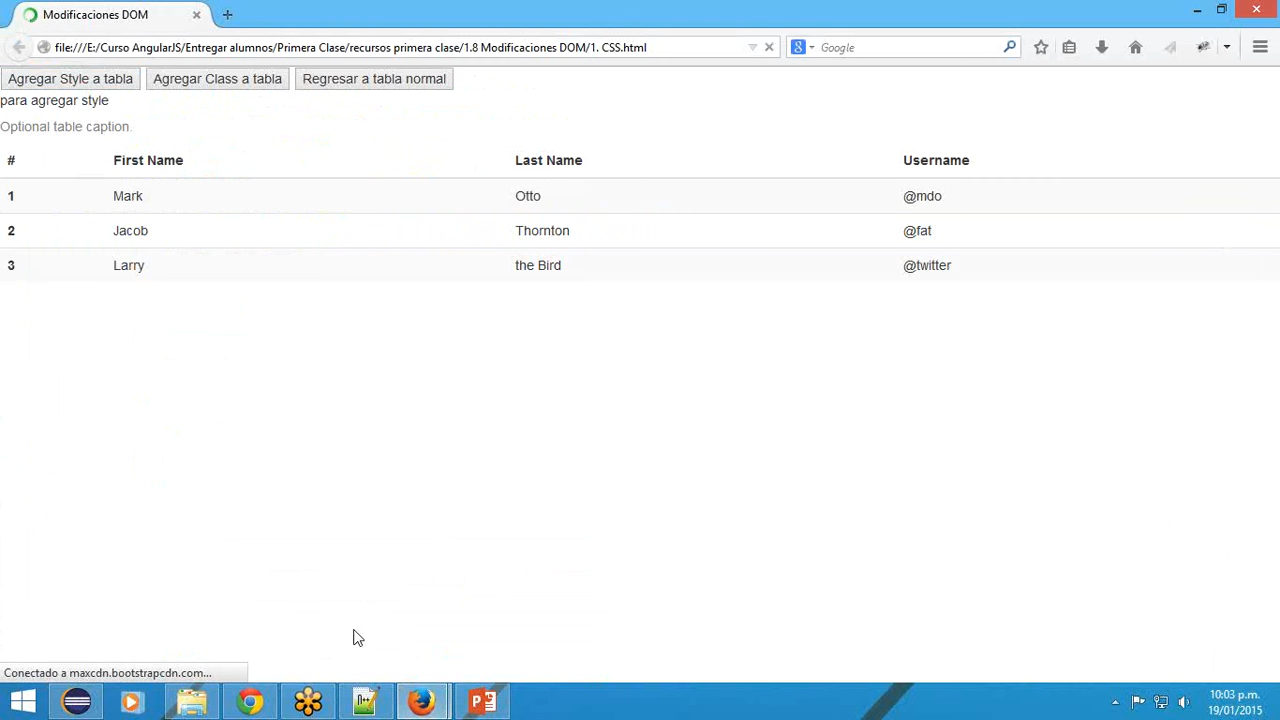 Modificaciones DOM
file:///E:/Curso AngularJS/Entregar alumnos/Primera Clase/recursos primera clase/1.8 Modificaciones DOM/1. CSS.html
Google
Agregar Style a tabla Agregar Class a tabla Regresar a tabla normal
para agregar style
Optional table caption.
# First Name Last Name Username
1 Mark Otto @mdo
2 Jacob Thornton @fat
3 Larry the Bird @twitter
Conectado a maxcdn.bootstrapcdn.com...
10:03 p.m.
19/01/2015